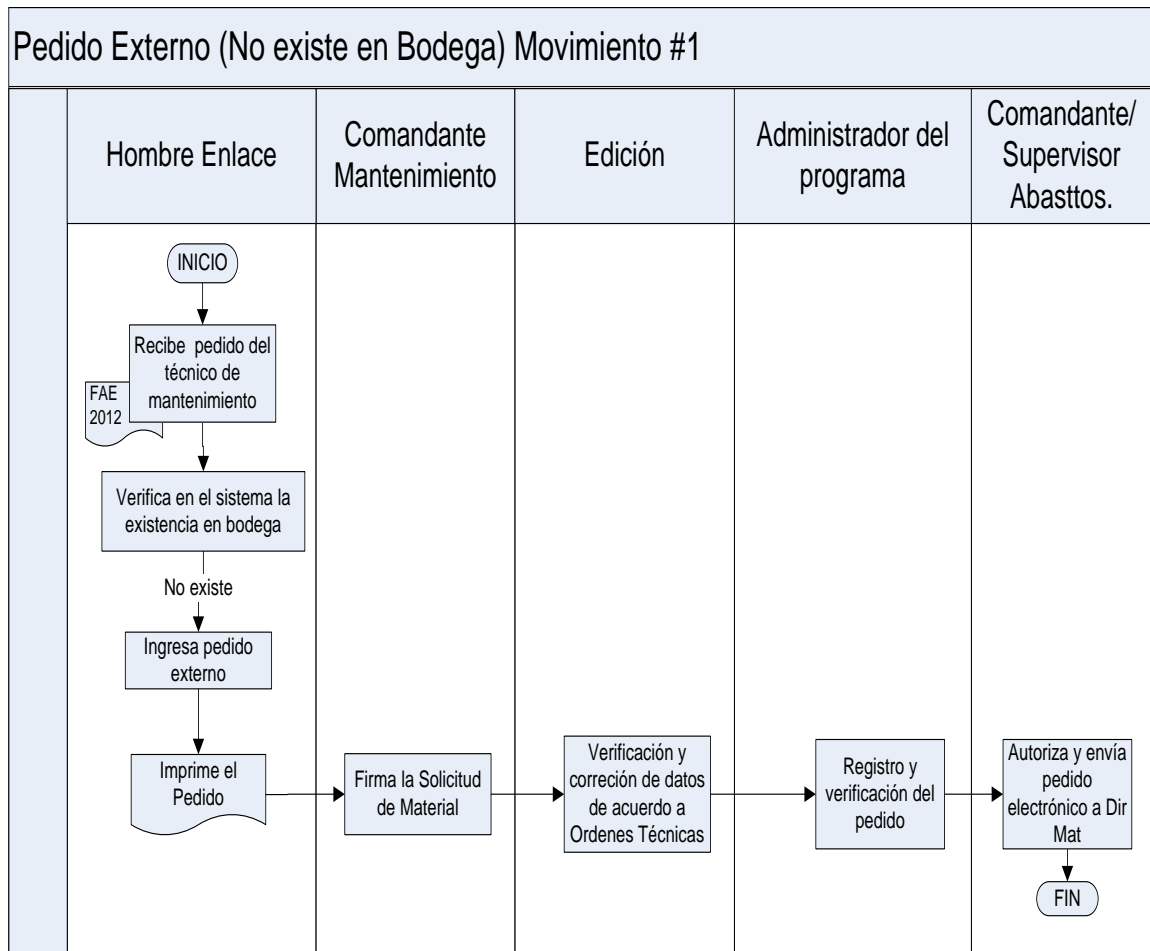 Pedido Externo (No existe en Bodega) Movimiento #1
Hombre Enlace
Comandante
Mantenimiento
Edición
Administrador del
programa
Comandante/
Supervisor
Abasttos.
INICIO
Recibe pedido del
técnico de
mantenimiento
FAE
2012
Verifica en el sistema la
existencia en bodega
No existe
Ingresa pedido
externo
Imprime el
Pedido
Firma la Solicitud
de Material
Verificación y
correción de datos
de acuerdo a
Ordenes Técnicas
Registro y
verificación del
pedido
Autoriza y envía
pedido
electrónico a Dir
Mat
FIN